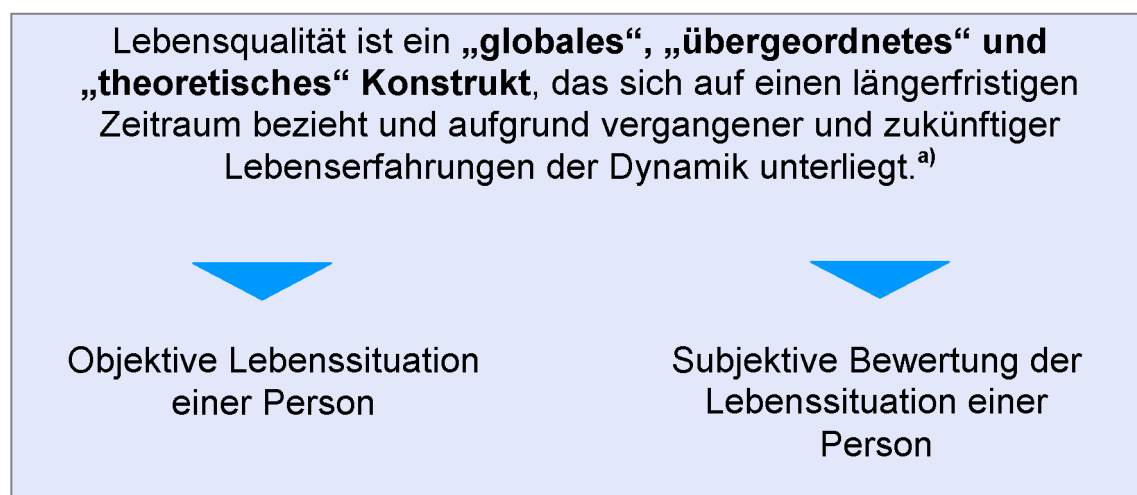 Lebensqualität ist ein „globales“, „übergeordnetes“ und
„theoretisches“ Konstrukt, das sich auf einen längerfristigen
Zeitraum bezieht und aufgrund vergangener und zukünftiger
Lebenserfahrungen der Dynamik unterliegt.a)
Objektive Lebenssituation
einer Person
Subjektive Bewertung der
Lebenssituation einer
Person